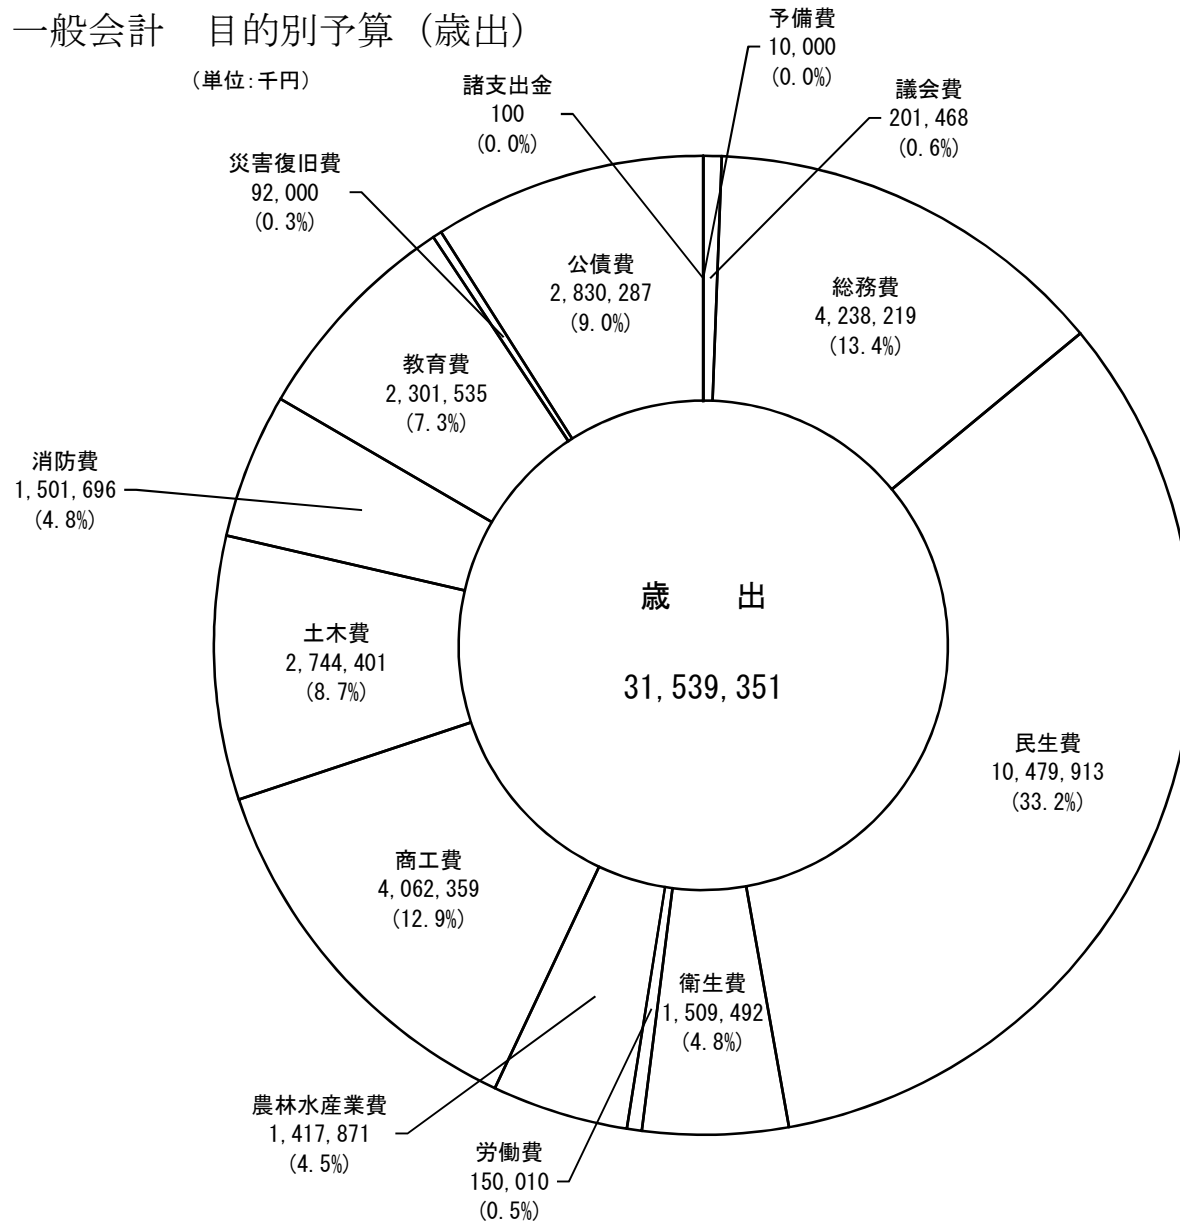 一般会計　目的別予算（歳出）
（単位：千円）
予備費
10,000
(0.0%)
議会費
201,468
(0.6%)
総務費
4,238,219
(13.4%)
民生費
10,479,913
(33.2%)
衛生費
1,509,492
(4.8%)
労働費
150,010
(0.5%)
農林水産業費
1,417,871
(4.5%)
商工費
4,062,359
(12.9%)
土木費
2,744,401
(8.7%)
消防費
1,501,696
(4.8%)
教育費
2,301,535
(7.3%)
災害復旧費
92,000
(0.3%)
公債費
2,830,287
(9.0%)
諸支出金
100
(0.0%)
歳　出
31,539,351